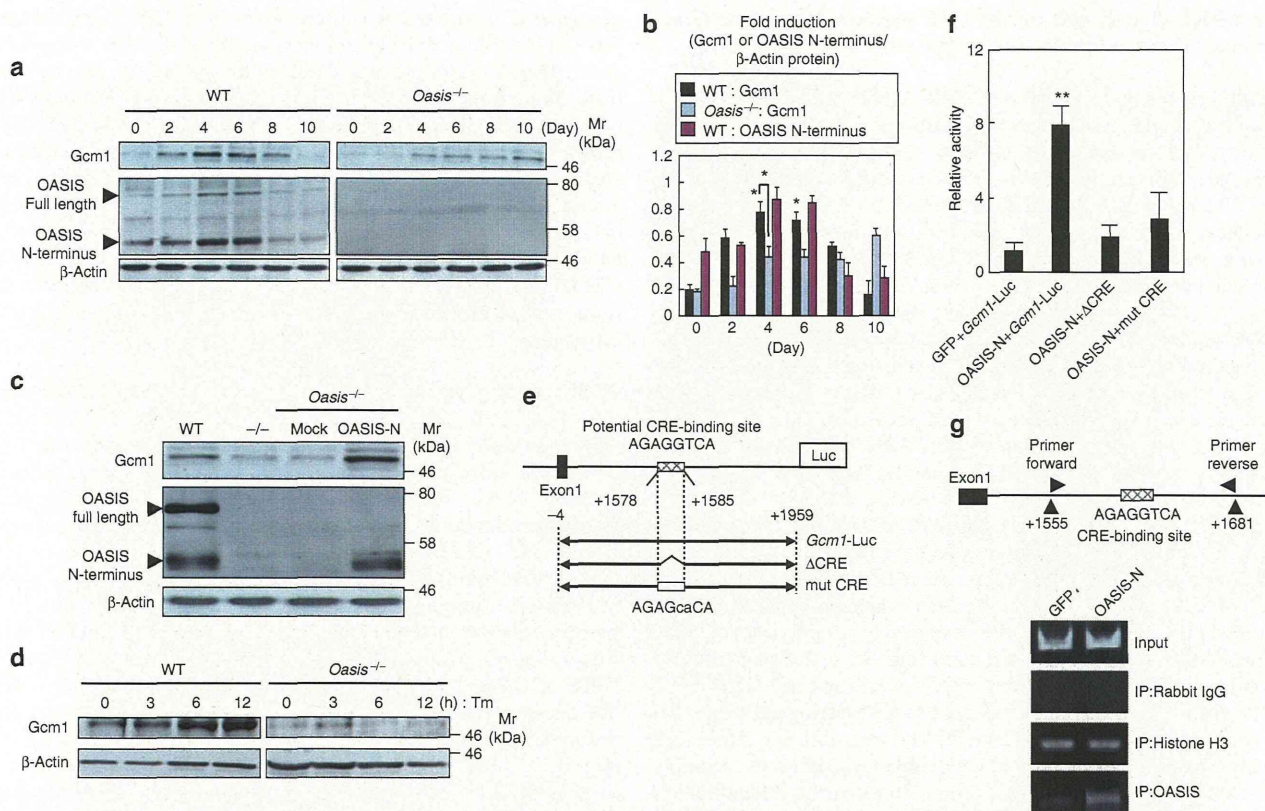 a
WT
Oasis–/–
0 2 4 6 8 10 (Day) 0 2 4 6 8 10 (Day)
Mr
(kDa)
Gcm1
46
OASIS
Full length
80
OASIS
N-terminus
58
46
β-Actin
b
Fold induction
(Gcm1 or OASIS N-terminus/
β-Actin protein)
WT : Gcm1
Oasis–/– : Gcm1
WT : OASIS N-terminus
1.2
1
0.8
0.6
0.4
0.2
0
*
*
*
0 2 4 6 8 10
(Day)
c
Oasis–/–
WT –/– Mock OASIS-N
Mr
(kDa)
Gcm1
46
OASIS
full length
80
58
OASIS
N-terminus
46
β-Actin
d
WT
Oasis–/–
0 3 6 12 (h) : Tm 0 3 6 12 (h) : Tm
Gcm1
46
Mr
(kDa)
β-Actin
46
e
Potential CRE-binding site
AGAGGTCA
Luc
Exon1
+1578
+1585
–4
+1959
Gcm1-Luc
ΔCRE
mut CRE
AGAGcaCA
f
Relative activity
12
8
4
0
**
GFP+Gcm1-Luc
OASIS-N+Gcm1-Luc
OASIS-N+ΔCRE
OASIS-N+mut CRE
g
Primer
forward
Primer
reverse
Exon1
+1555
AGAGGTCA
CRE-binding site
+1681
GFP
OASIS-N
Input
IP:Rabbit IgG
IP:Histone H3
IP:OASIS